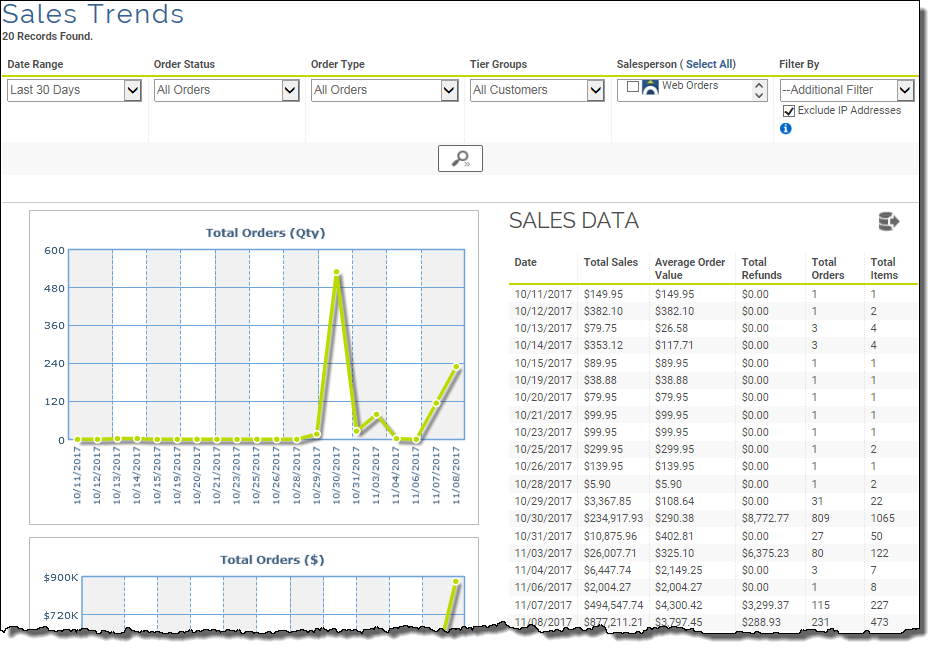 Sales Trends
20 Records Found.
Date Range Order Status Order Type Tier Groups Salesperson ( Select All) Filter By
Last 30 Days All Orders All Orders All Customers Web Orders --Additional Filter
Exclude IP Addresses
Total Orders (Qty)
600
480
360
240
120
0
10/11/2017 10/12/2017 10/13/2017 10/14/2017 10/15/2017 10/19/2017 10/20/2017 10/21/2017 10/23/2017 10/25/2017 10/26/2017 10/28/2017 10/29/2017 10/30/2017 10/31/2017 11/03/2017 11/04/2017 11/06/2017 11/07/2017 11/08/2017
Total Orders ($)
$900K
$720K
SALES DATA
Date Total Sales Average Order Value Total Refunds Total Orders Total Items
10/11/2017 $149.95 $149.95 $0.00 1 1
10/12/2017 $382.10 $382.10 $0.00 1 2
10/13/2017 $79.75 $26.58 $0.00 3 4
10/14/2017 $353.12 $117.71 $0.00 3 4
10/15/2017 $89.95 $89.95 $0.00 1 1
10/19/2017 $38.88 $38.88 $0.00 1 1
10/20/2017 $79.95 $79.95 $0.00 1 1
10/21/2017 $99.95 $99.95 $0.00 1 1
10/23/2017 $99.95 $99.95 $0.00 1 1
10/25/2017 $299.95 $299.95 $0.00 1 2
10/26/2017 $139.95 $139.95 $0.00 1 1
10/28/2017 $5.90 $5.90 $0.00 1 2
10/29/2017 $3,367.85 $108.64 $0.00 31 22
10/30/2017 $234,917.93 $290.38 $8,772.77 809 1065
10/31/2017 $10,875.96 $402.81 $0.00 27 50
11/03/2017 $26,007.71 $325.10 $6,375.23 80 122
11/04/2017 $6,447.74 $2,149.25 $0.00 3 7
11/06/2017 $2,004.27 $2,004.27 $0.00 1 8
11/07/2017 $494,547.74 $4,300.42 $3,299.37 115 227
11/08/2017 $877,211.21 $3,797.45 $288.93 231 473